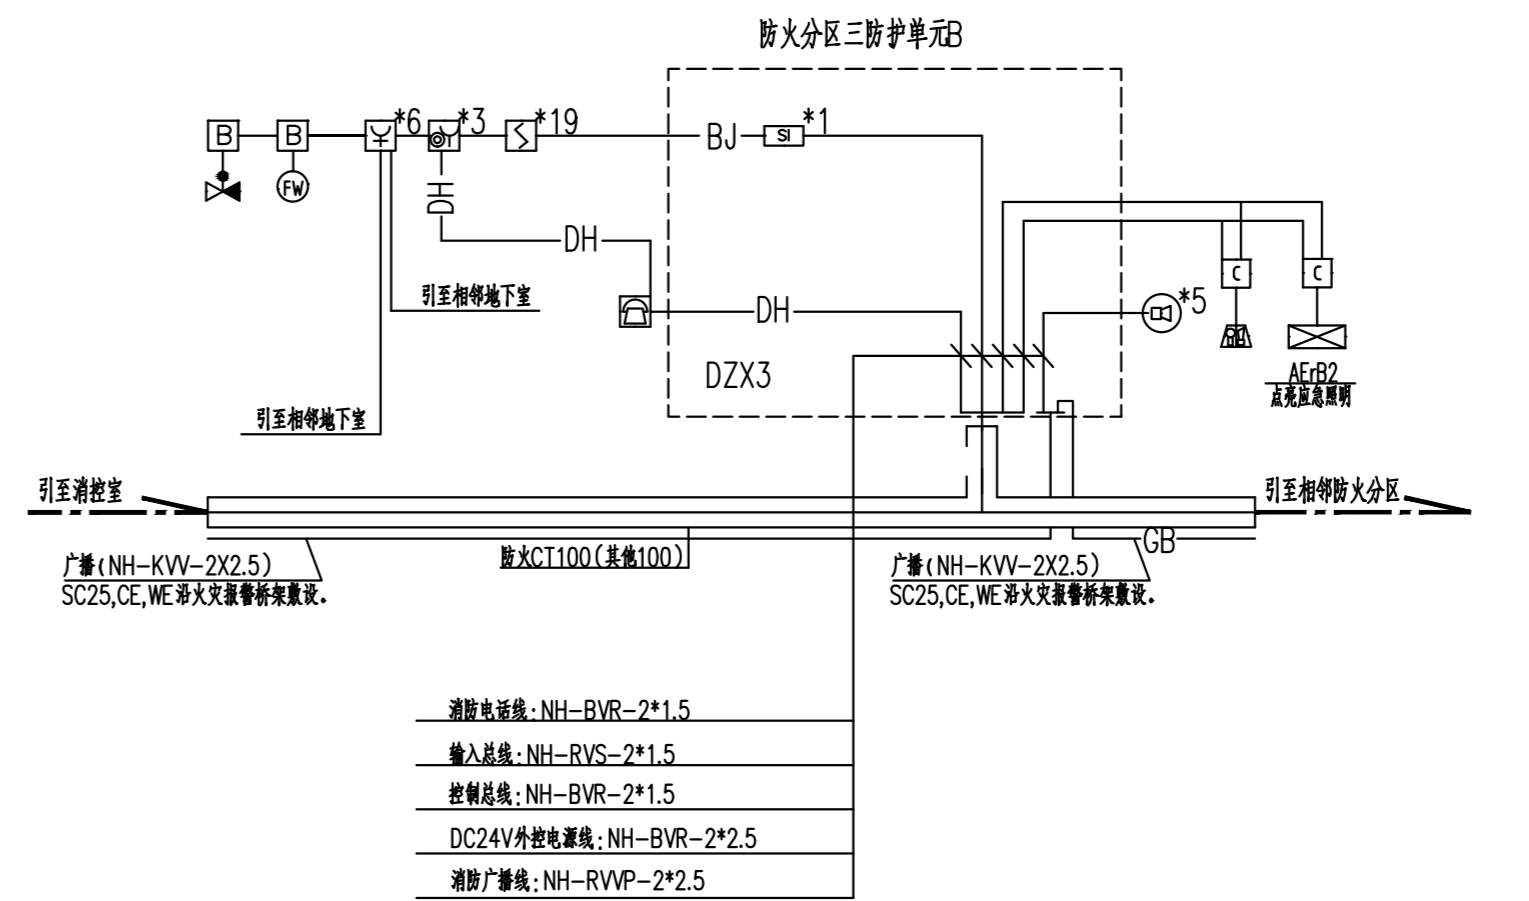 防火分区三防护单元B
B
B
*6
*3
*19
BJ
SI
*1
FW
DH
DH
引至相邻地下室
DH
*5
C
C
DZX3
AErB2
点亮应急照明
引至相邻地下室
引至消控室
引至相邻防火分区
防火CT100(其他100)
GB
广播(NH-KVV-2X2.5)
SC25,CE,WE沿火灾报警桥架敷设.
广播(NH-KVV-2X2.5)
SC25,CE,WE沿火灾报警桥架敷设.
消防电话线:NH-BVR-2*1.5
输入总线:NH-RVS-2*1.5
控制总线:NH-BVR-2*1.5
DC24V外控电源线:NH-BVR-2*2.5
消防广播线:NH-RVVP-2*2.5